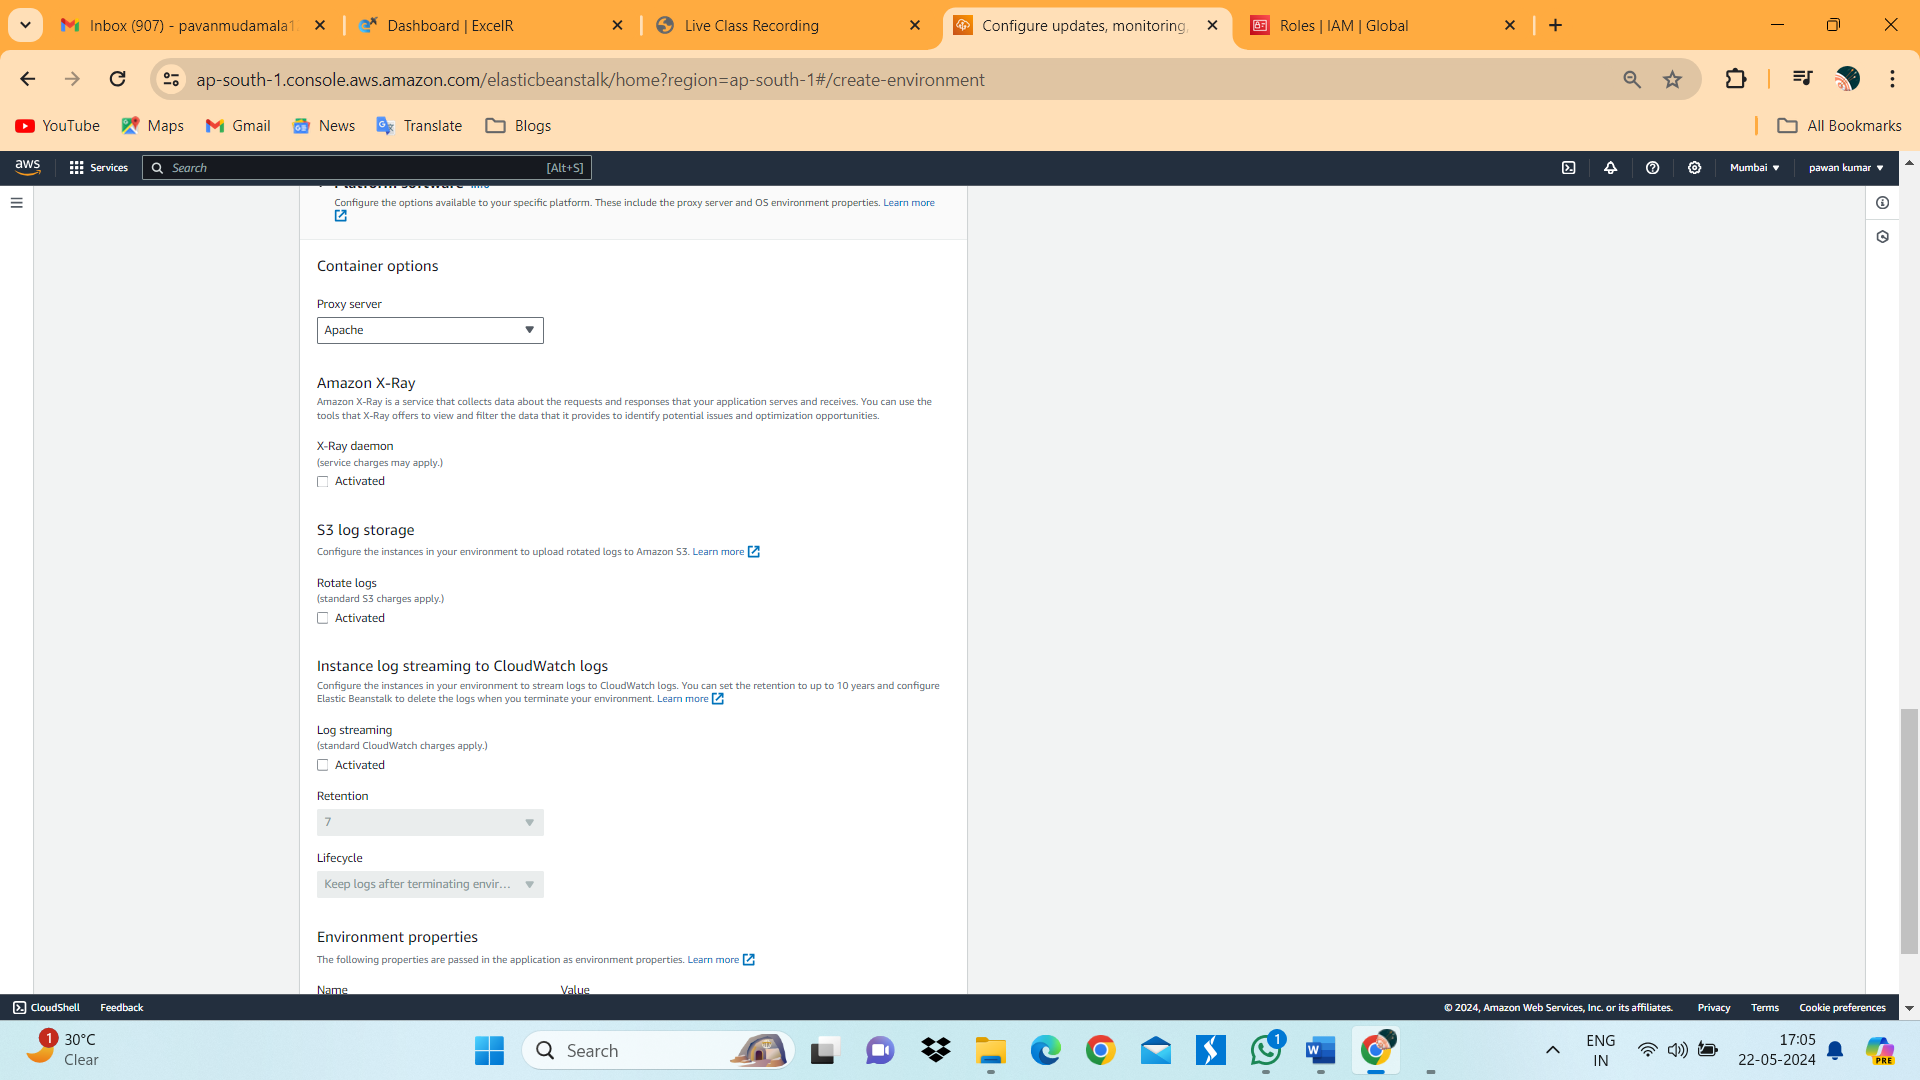 Inbox (907) - pavanmudamala1
Dashboard | ExcelR
Live Class Recording
Configure updates, monitoring,
Roles | IAM | Global
ap-south-1.console.aws.amazon.com/elasticbeanstalk/home?region=ap-south-1#/create-environment
YouTube
Maps
Gmail
News
Translate
Blogs
All Bookmarks
aws
Services
Search
[Alt+S]
Mumbai
pawan kumar
Platform software Info
Configure the options available to your specific platform. These include the proxy server and OS environment properties. Learn more
Container options
Proxy server
Apache
Amazon X-Ray
Amazon X-Ray is a service that collects data about the requests and responses that your application serves and receives. You can use the
tools that X-Ray offers to view and filter the data that it provides to identify potential issues and optimization opportunities.
X-Ray daemon
(service charges may apply.)
Activated
S3 log storage
Configure the instances in your environment to upload rotated logs to Amazon S3. Learn more
Rotate logs
(standard S3 charges apply.)
Activated
Instance log streaming to CloudWatch logs
Configure the instances in your environment to stream logs to CloudWatch logs. You can set the retention to up to 10 years and configure
Elastic Beanstalk to delete the logs when you terminate your environment. Learn more
Log streaming
(standard CloudWatch charges apply.)
Activated
Retention
7
Lifecycle
Keep logs after terminating envir...
Environment properties
The following properties are passed in the application as environment properties. Learn more
Name
Value
CloudShell
Feedback
© 2024, Amazon Web Services, Inc. or its affiliates.
Privacy
Terms
Cookie preferences
1
30°C
Clear
Search
1
ENG
IN
17:05
22-05-2024
PRE